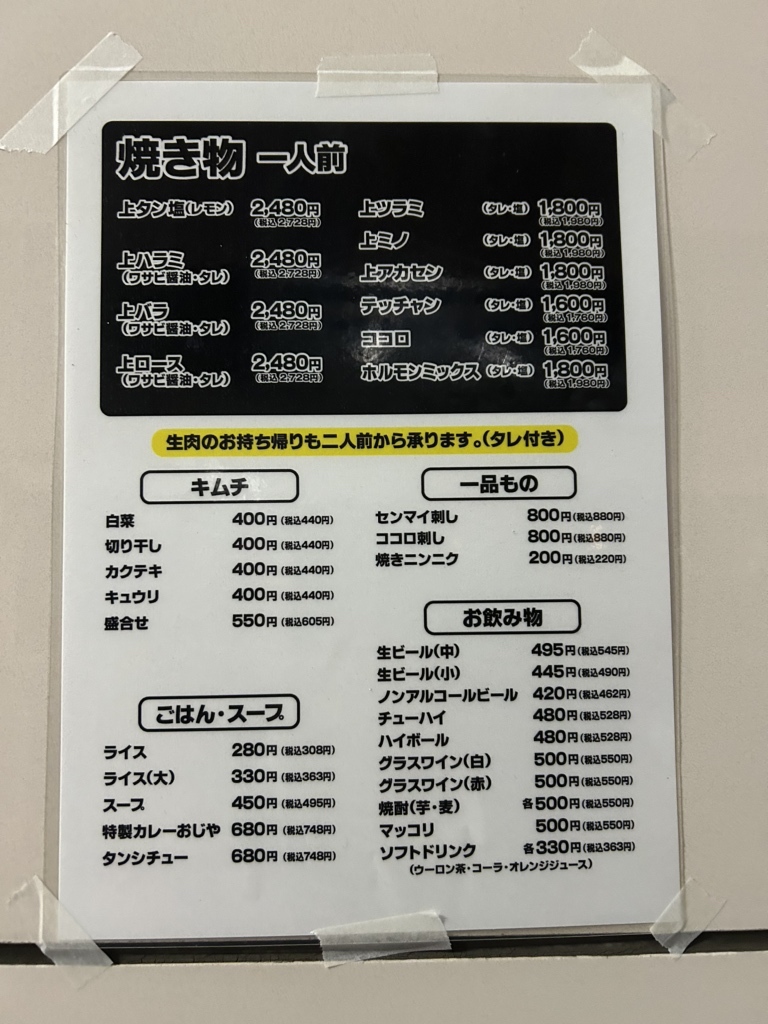 焼き物 一人前
上タン塩(レモン) 2,480円
(税込 2,728円)
上ハラミ 2,480円
(ワサビ醤油・タレ) (税込 2,728円)
上バラ 2,480円
(ワサビ醤油・タレ) (税込 2,728円)
上ロース 2,480円
(ワサビ醤油・タレ) (税込 2,728円)
上ツラミ (タレ・塩) 1,800円
(税込 1,980円)
上ミノ (タレ・塩) 1,800円
(税込 1,980円)
上アカセン (タレ・塩) 1,800円
(税込 1,980円)
テッチャン (タレ・塩) 1,600円
(税込 1,760円)
ココロ (タレ・塩) 1,600円
(税込 1,760円)
ホルモンミックス (タレ・塩) 1,800円
(税込 1,980円)
生肉のお持ち帰りも二人前から承ります。(タレ付き)
キムチ
白菜 400円(税込440円)
切り干し 400円(税込440円)
カクテキ 400円(税込440円)
キュウリ 400円(税込440円)
盛合せ 550円(税込605円)
ごはん・スープ
ライス 280円(税込308円)
ライス(大) 330円(税込363円)
スープ 450円(税込495円)
特製カレーおじや 680円(税込748円)
タンシチュー 680円(税込748円)
一品もの
センマイ刺し 800円(税込880円)
ココロ刺し 800円(税込880円)
焼きニンニク 200円(税込220円)
お飲み物
生ビール(中) 495円(税込545円)
生ビール(小) 445円(税込490円)
ノンアルコールビール 420円(税込462円)
チューハイ 480円(税込528円)
ハイボール 480円(税込528円)
グラスワイン(白) 500円(税込550円)
グラスワイン(赤) 500円(税込550円)
焼酎(芋・麦) 各500円(税込550円)
マッコリ 500円(税込550円)
ソフトドリンク 各330円(税込363円)
(ウーロン茶・コーラ・オレンジジュース)